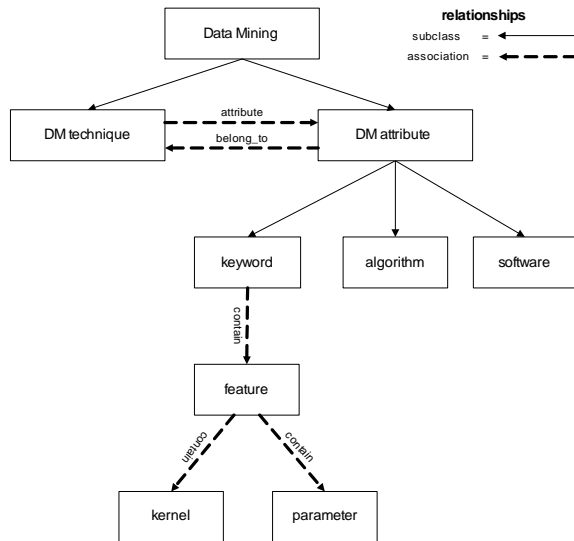 relationships
subclass =
association =
Data Mining
attribute
DM technique
DM attribute
belong_to
keyword
algorithm
software
contain
feature
contain
contain
kernel
parameter